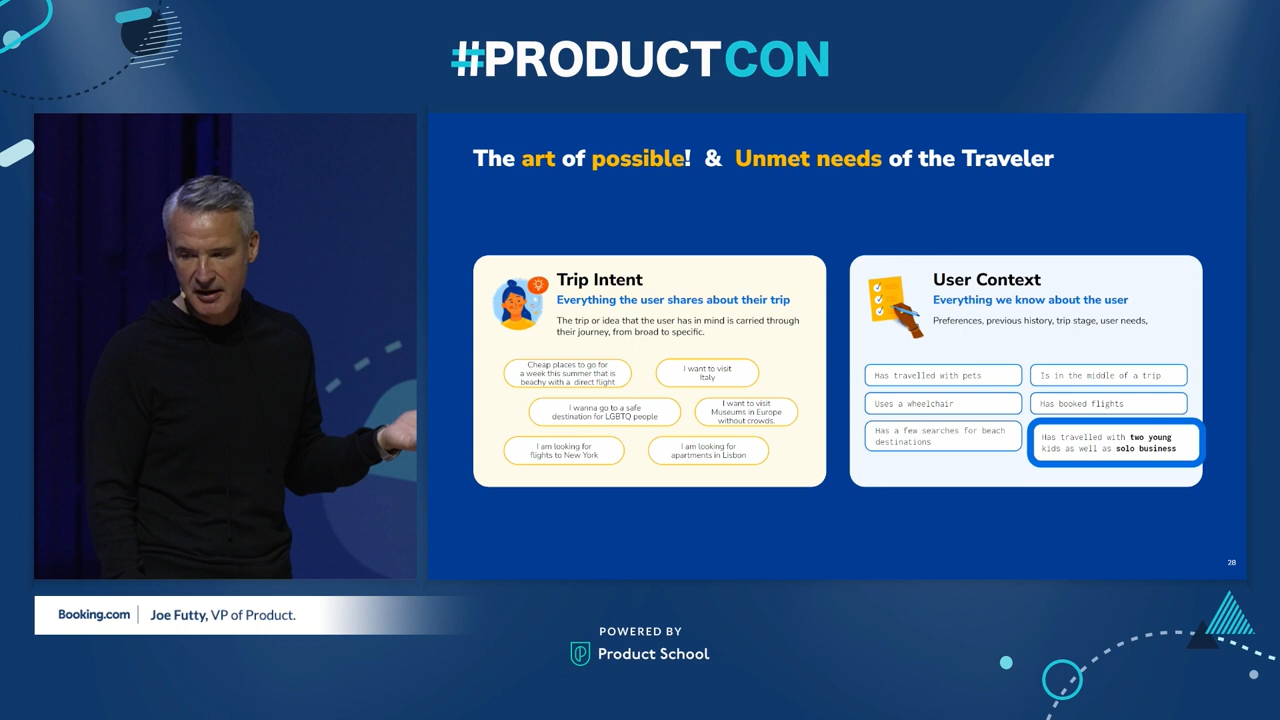 #PRODUCTCON
The art of possible! & Unmet needs of the Traveler
Trip Intent
Everything the user shares about their trip
The trip or idea that the user has in mind is carried through
their journey, from broad to specific.
Cheap places to go for
a week this summer that is
beachy with a direct flight
I want to visit
Italy
I wanna go to a safe
destination for LGBTQ people
I want to visit
Museums in Europe
without crowds.
I am looking for
flights to New York
I am looking for
apartments in Lisbon
User Context
Everything we know about the user
Preferences, previous history, trip stage, user needs,
Has travelled with pets
Is in the middle of a trip
Uses a wheelchair
Has booked flights
Has a few searches for beach
destinations
Has travelled with two young
kids as well as solo business
28
Booking.com
Joe Futty, VP of Product.
POWERED BY
Product School